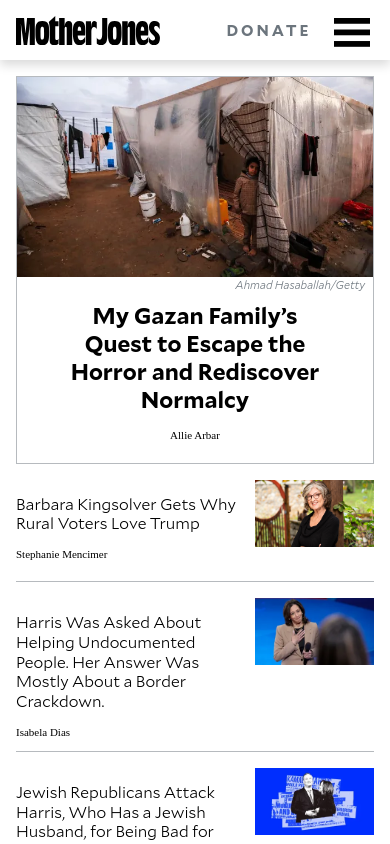 Mother Jones
DONATE
Ahmad Hasaballah/Getty
My Gazan Family’s
Quest to Escape the
Horror and Rediscover
Normalcy
Allie Arbar
Barbara Kingsolver Gets Why
Rural Voters Love Trump
Stephanie Mencimer
Harris Was Asked About
Helping Undocumented
People. Her Answer Was
Mostly About a Border
Crackdown.
Isabela Dias
Jewish Republicans Attack
Harris, Who Has a Jewish
Husband, for Being Bad for